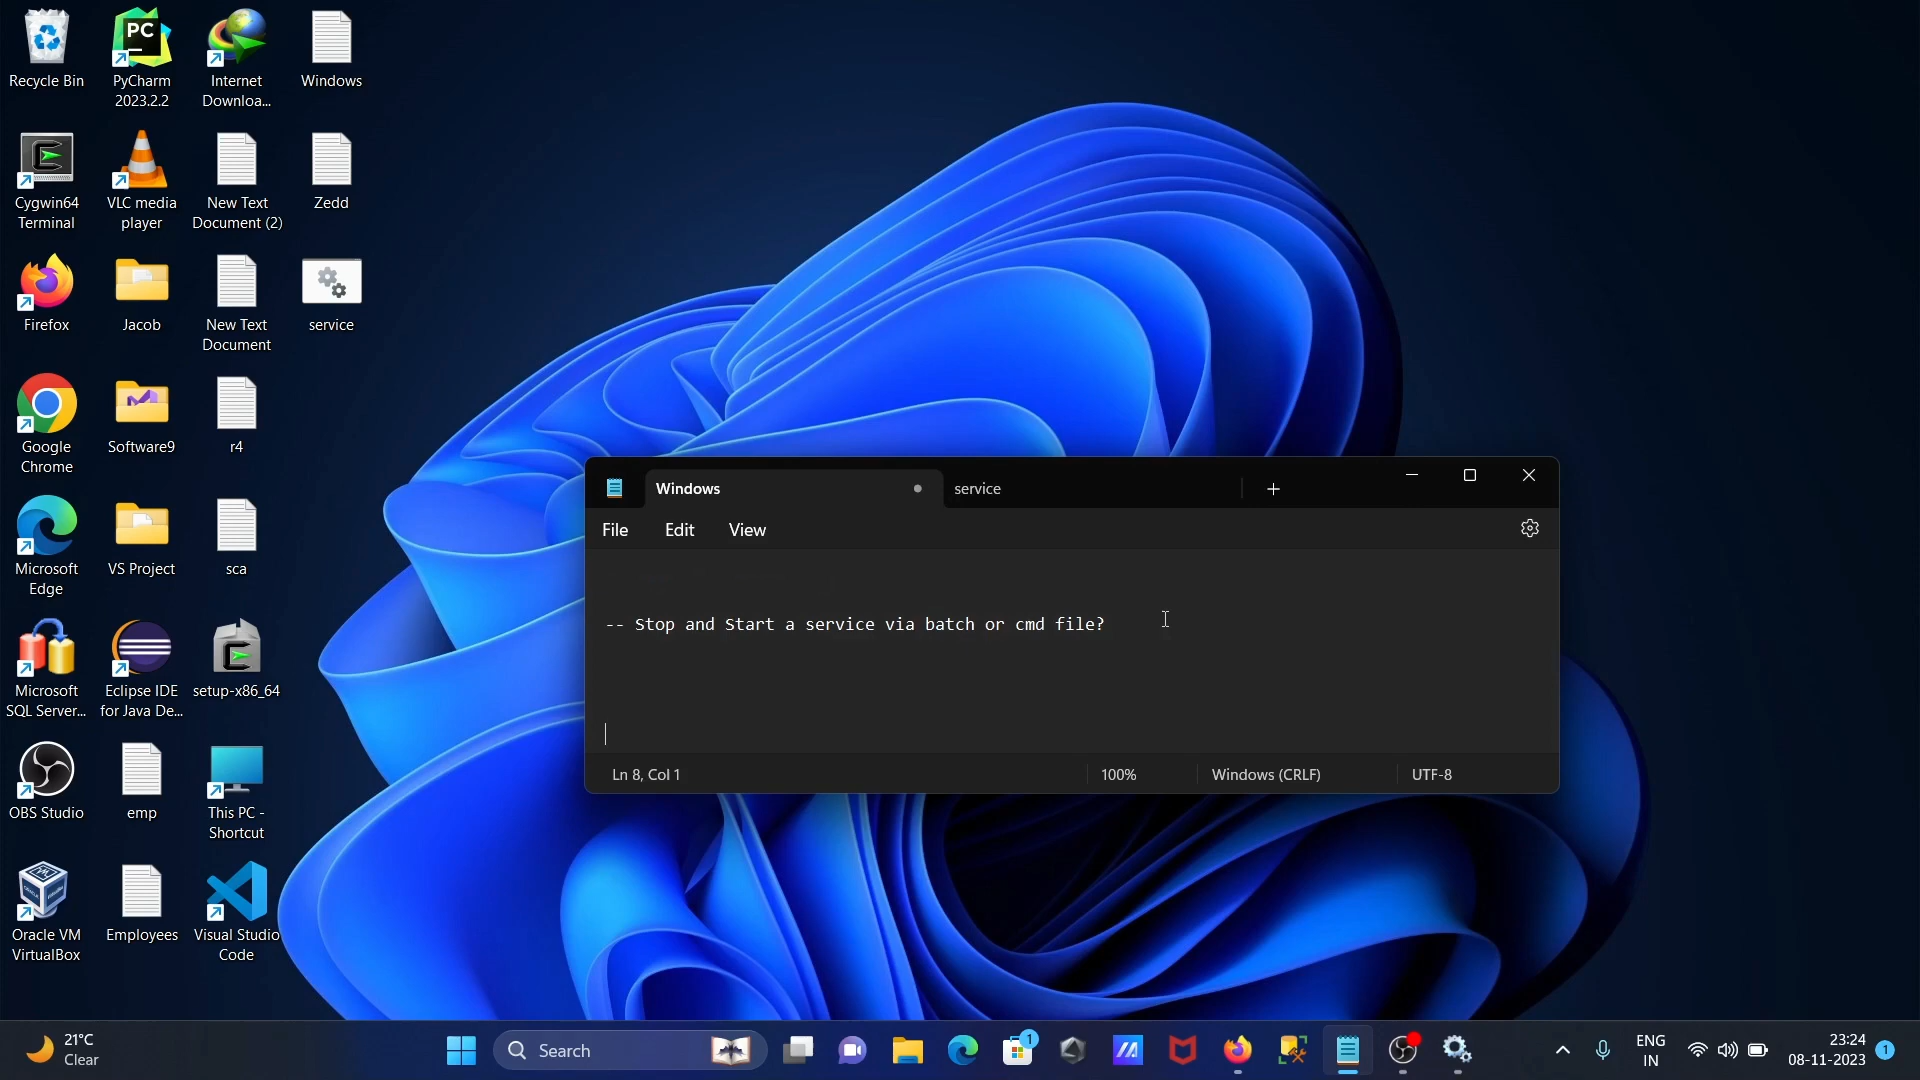 Recycle Bin
PC
PyCharm
2023.2.2
Internet
Downloa...
Windows
Cygwin64
Terminal
VLC media
player
New Text
Document (2)
Zedd
Firefox
Jacob
New Text
Document
service
Google
Chrome
Software9
r4
Microsoft
Edge
VS Project
sca
Microsoft
SQL Server...
Eclipse IDE
for Java De...
setup-x86_64
OBS Studio
emp
This PC -
Shortcut
Oracle VM
VirtualBox
Employees
Visual Studio
Code
Windows
service
File Edit View
-- Stop and Start a service via batch or cmd file?
Ln 8, Col 1
100%
Windows (CRLF)
UTF-8
21°C
Clear
Search
1
ENG
IN
23:24
08-11-2023
1